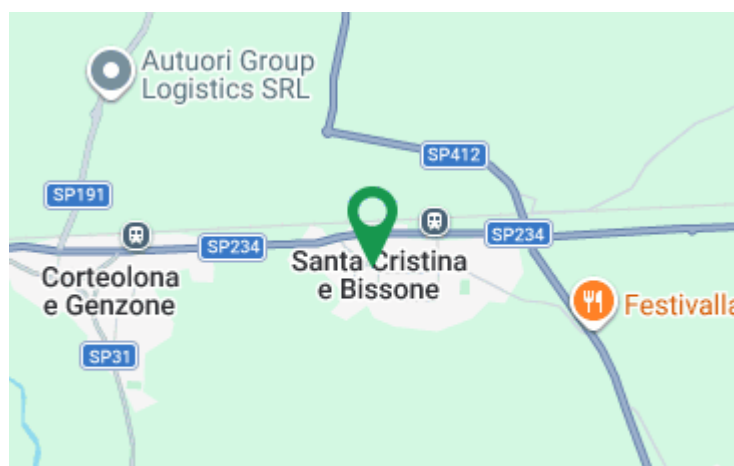 Autuori Group
Logistics SRL
SP412
SP191
SP234
SP234
Santa Cristina
e Bissone
Corteolona
e Genzone
Festivalla
SP31